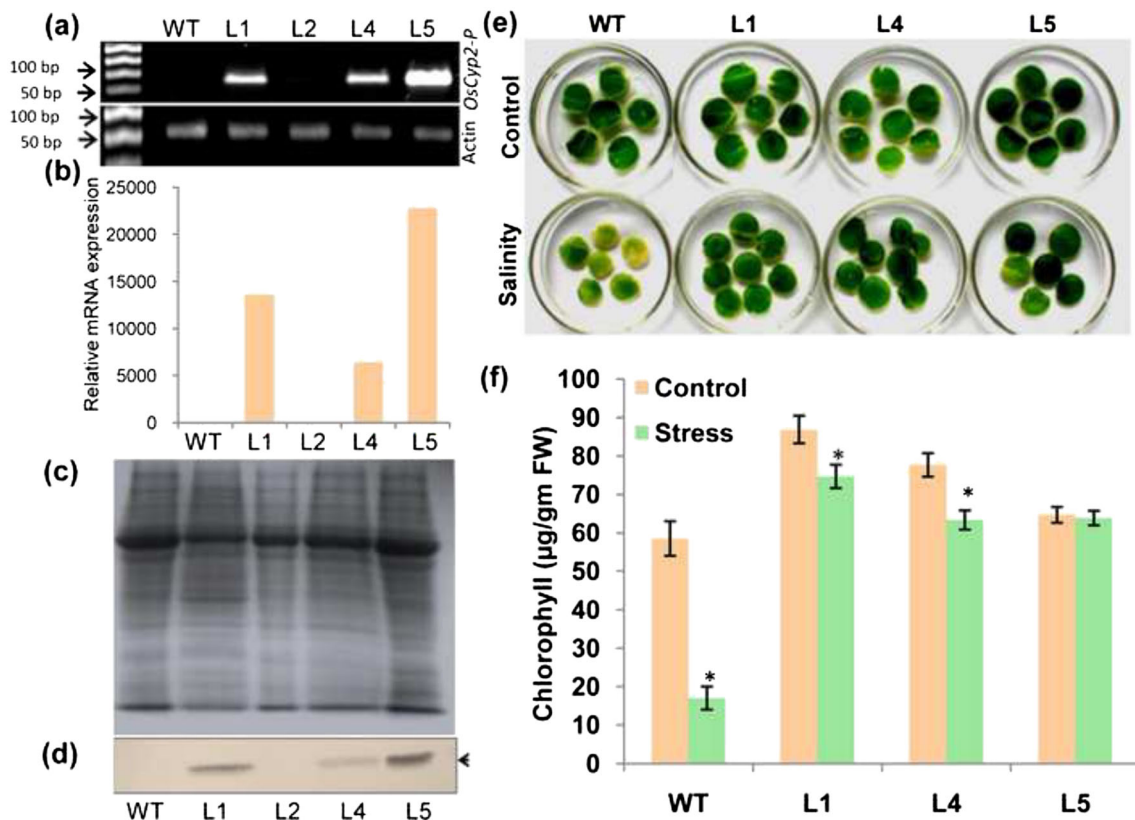 (a)
WT L1 L2 L4 L5
100 bp
50 bp
OsCyp2-P
100 bp
50 bp
Actin
(b)
Relative mRNA expression
25000
20000
15000
10000
5000
0
WT L1 L2 L4 L5
(c)
(d)
WT L1 L2 L4 L5
(e)
WT L1 L4 L5
Control
Salinity
(f)
Chlorophyll (µg/gm FW)
100
90
80
70
60
50
40
30
20
10
0
Control
Stress
*
*
*
WT L1 L4 L5